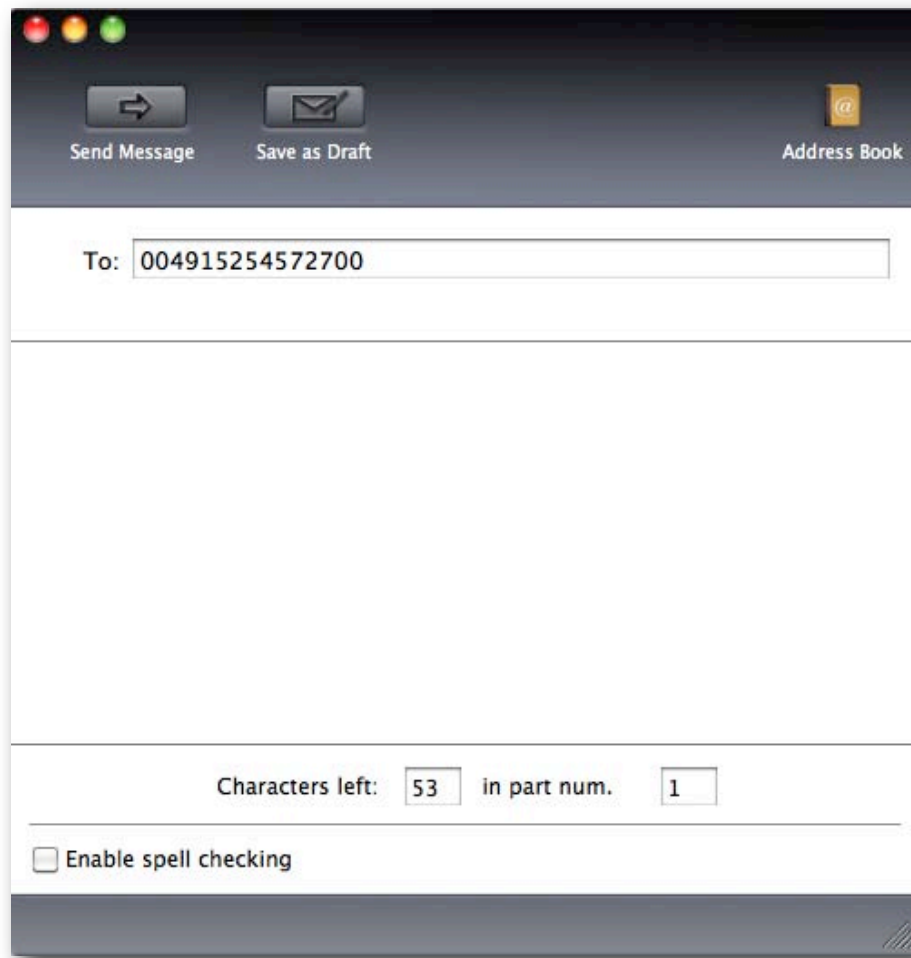 Send Message Save as Draft Address Book
To: 004915254572700
Characters left: 53 in part num. 1
Enable spell checking